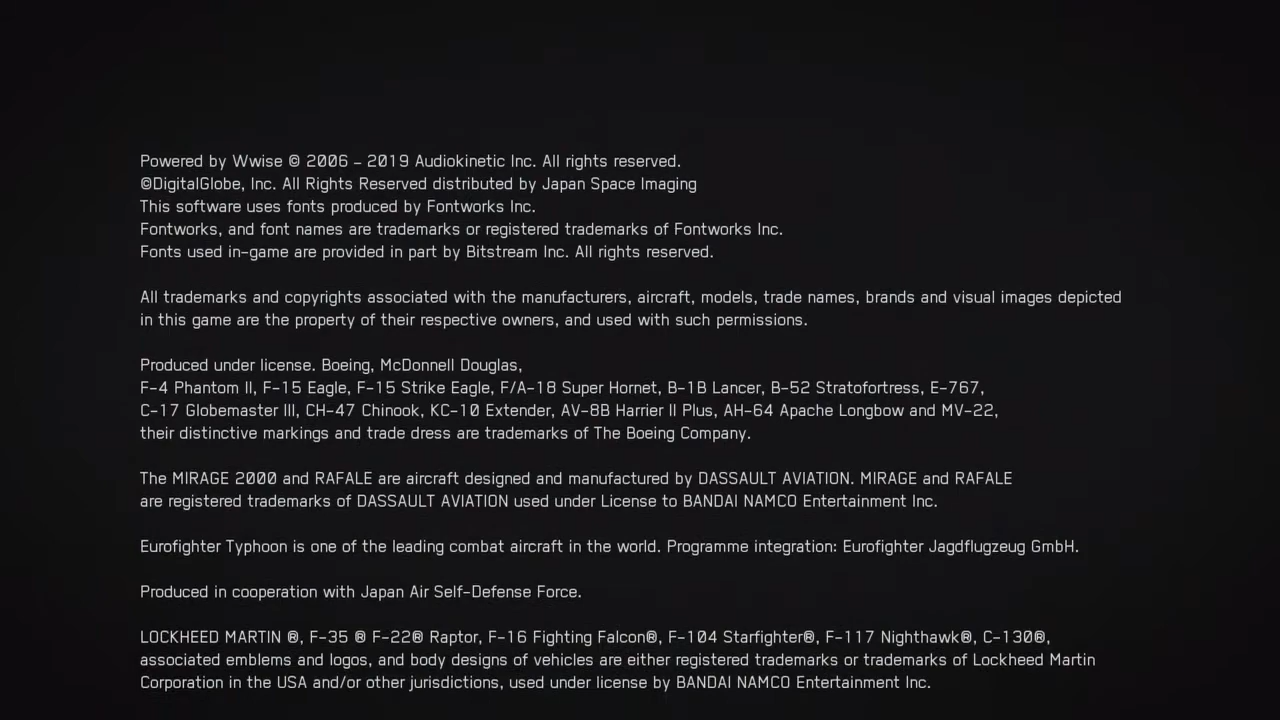 Powered by Wwise © 2006 – 2019 Audiokinetic Inc. All rights reserved.
©DigitalGlobe, Inc. All Rights Reserved distributed by Japan Space Imaging
This software uses fonts produced by Fontworks Inc.
Fontworks, and font names are trademarks or registered trademarks of Fontworks Inc.
Fonts used in-game are provided in part by Bitstream Inc. All rights reserved.
All trademarks and copyrights associated with the manufacturers, aircraft, models, trade names, brands and visual images depicted
in this game are the property of their respective owners, and used with such permissions.
Produced under license. Boeing, McDonnell Douglas,
F-4 Phantom II, F-15 Eagle, F-15 Strike Eagle, F/A-18 Super Hornet, B-1B Lancer, B-52 Stratofortress, E-767,
C-17 Globemaster III, CH-47 Chinook, KC-10 Extender, AV-8B Harrier II Plus, AH-64 Apache Longbow and MV-22,
their distinctive markings and trade dress are trademarks of The Boeing Company.
The MIRAGE 2000 and RAFALE are aircraft designed and manufactured by DASSAULT AVIATION. MIRAGE and RAFALE
are registered trademarks of DASSAULT AVIATION used under License to BANDAI NAMCO Entertainment Inc.
Eurofighter Typhoon is one of the leading combat aircraft in the world. Programme integration: Eurofighter Jagdflugzeug GmbH.
Produced in cooperation with Japan Air Self-Defense Force.
LOCKHEED MARTIN ®, F-35 ® F-22® Raptor, F-16 Fighting Falcon®, F-104 Starfighter®, F-117 Nighthawk®, C-130®,
associated emblems and logos, and body designs of vehicles are either registered trademarks or trademarks of Lockheed Martin
Corporation in the USA and/or other jurisdictions, used under license by BANDAI NAMCO Entertainment Inc.